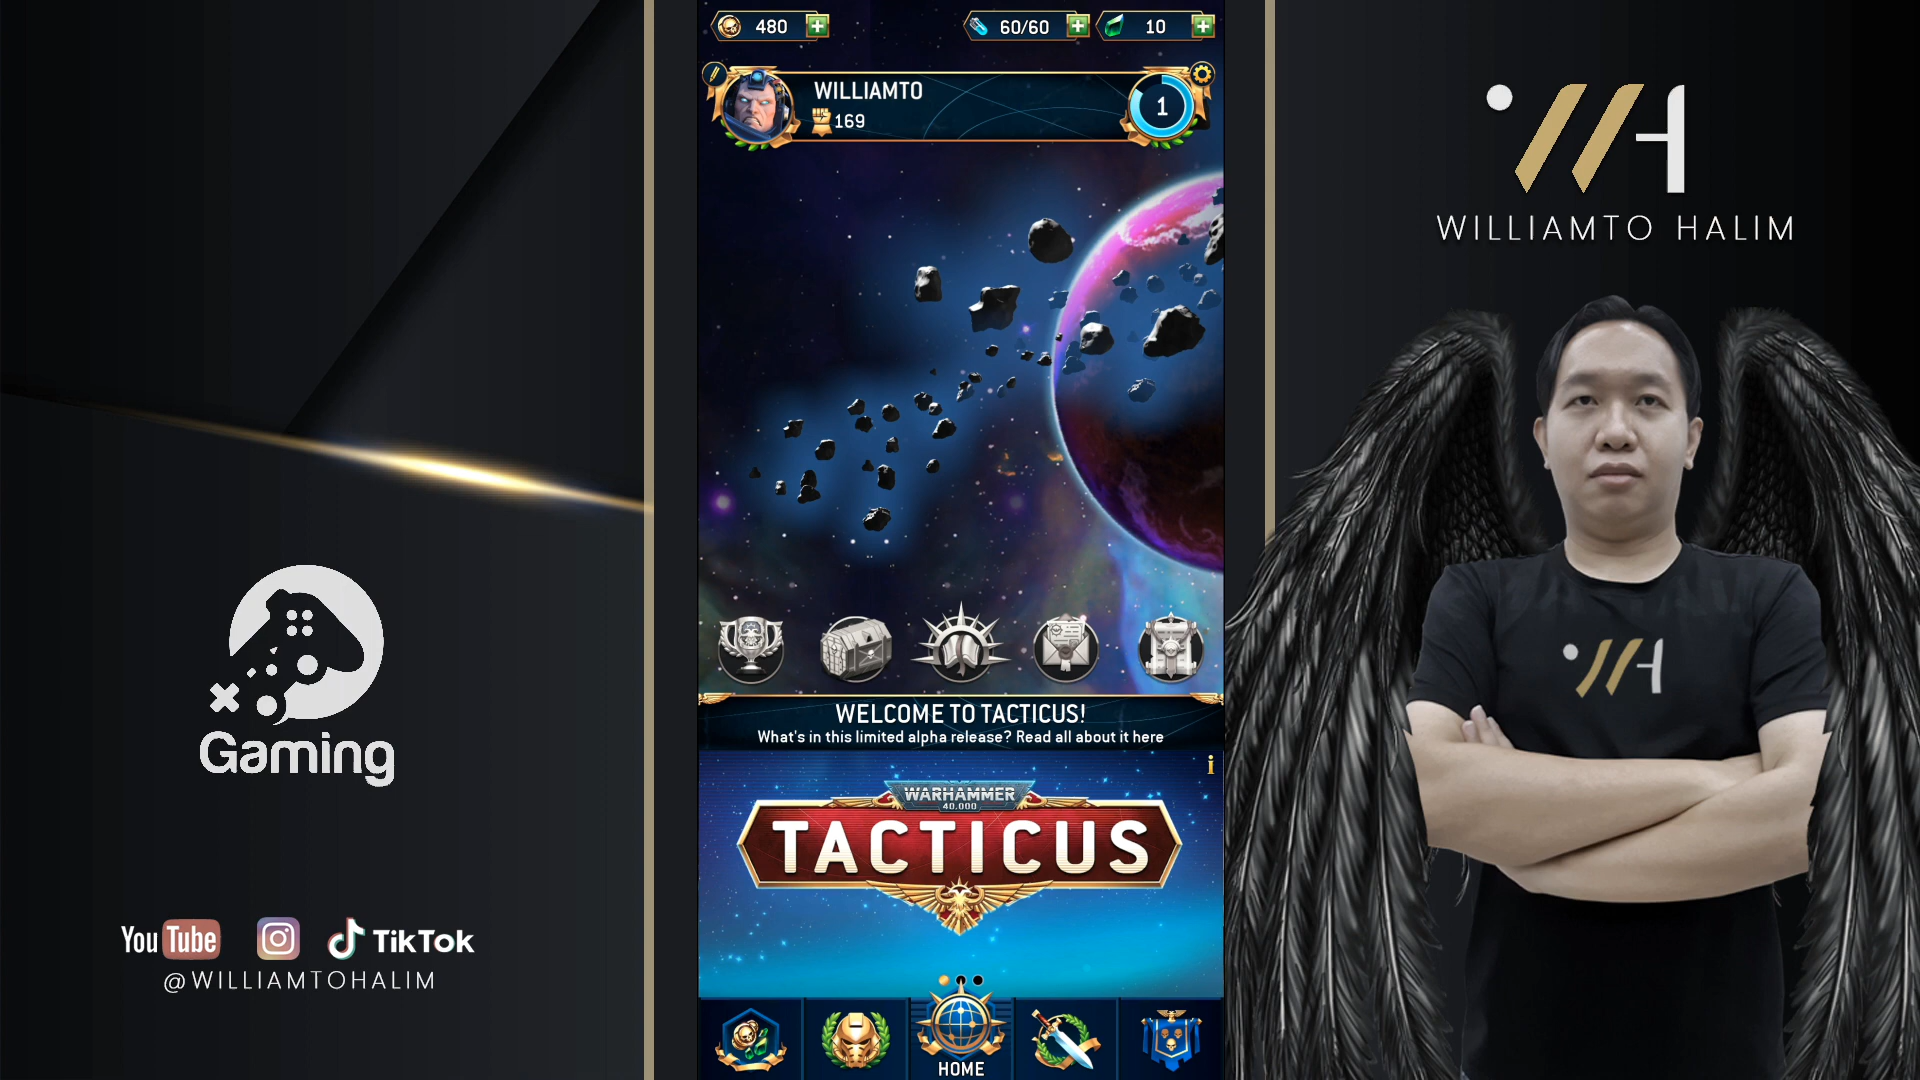 480
60/60
10
WILLIAMTO
169
1
WILLIAMTO HALIM
Gaming
WELCOME TO TACTICUS!
What's in this limited alpha release? Read all about it here
i
WARHAMMER
40,000
TACTICUS
YouTube
TikTok
@WILLIAMTOHALIM
HOME